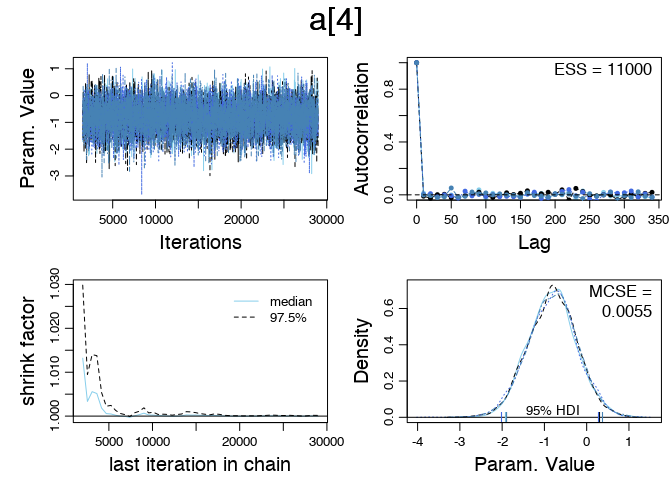 a[4]
Param. Value
1
0
-1
-2
-3
5000 10000 20000 30000
Iterations
Autocorrelation
0.8
0.4
0.0
ESS = 11000
0 50 100 150 200 250 300 350
Lag
shrink factor
1.030
1.020
1.010
1.000
median
97.5%
5000 10000 20000 30000
last iteration in chain
Density
0.6
0.4
0.2
0.0
MCSE =
0.0055
95% HDI
-4 -3 -2 -1 0 1
Param. Value